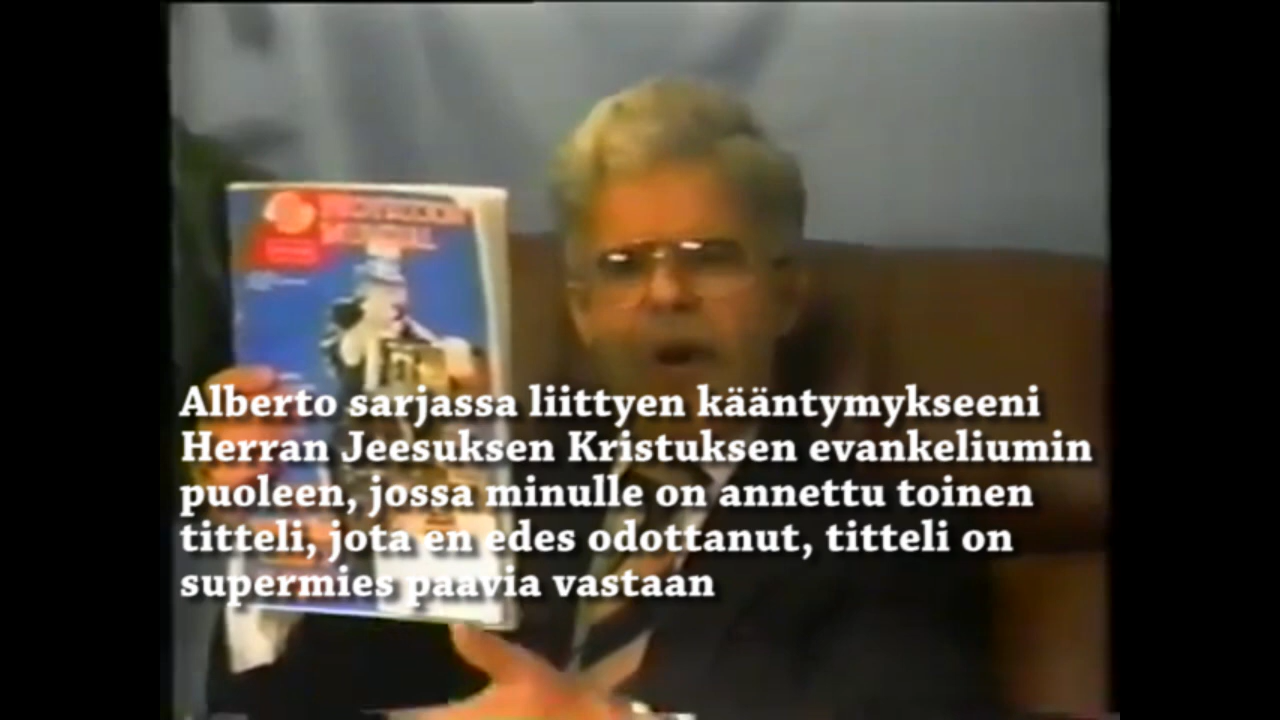 Alberto sarjassa liittyen kääntymykseeni
Herran Jeesuksen Kristuksen evankeliumin
puoleen, jossa minulle on annettu toinen
titteli, jota en edes odottanut, titteli on
supermies paavia vastaan